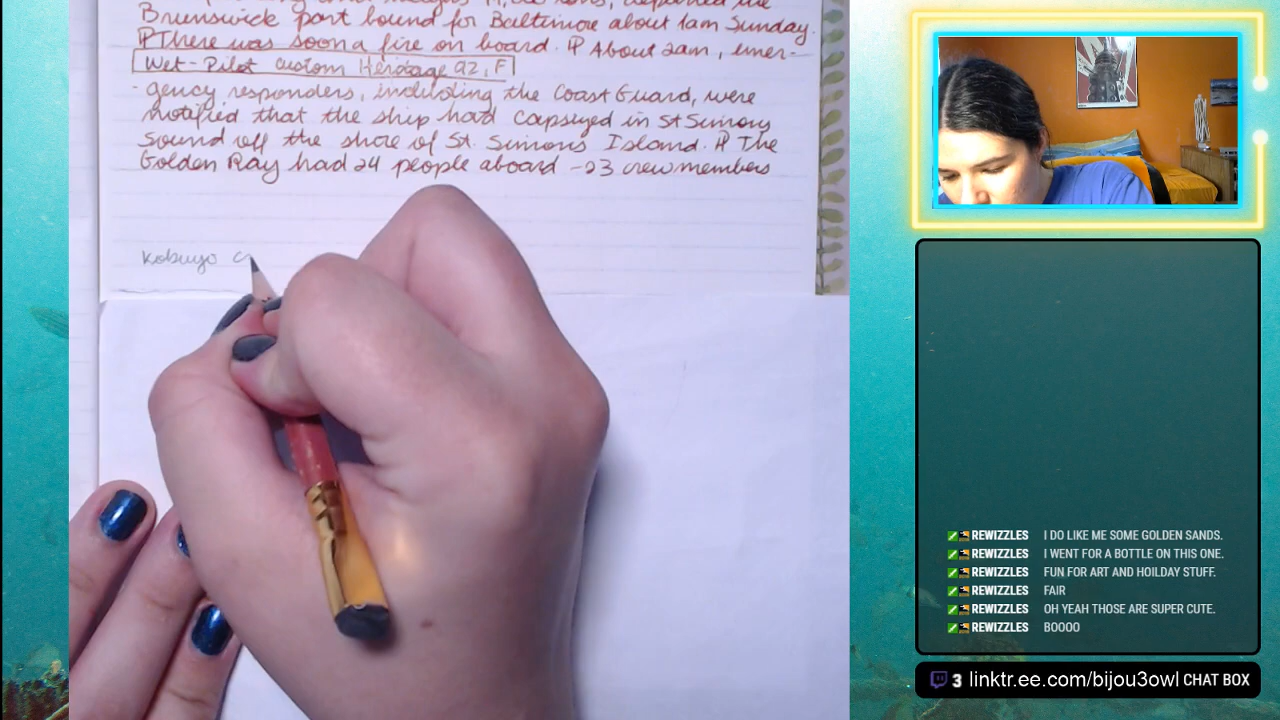 Brunswick port bound for Baltimore about 1am Sunday.
¶There was soon a fire on board. ¶ About 2am, emer-
Wet-Pilot Custom Heritage 92, F
gency responders, including the Coast Guard, were
notified that the ship had capsyed in St Simons
Sound off the shore of St. Simons Island. ¶ The
Golden Ray had 24 people aboard -23 crew members
Kobuyo
REWIZZLES I DO LIKE ME SOME GOLDEN SANDS.
REWIZZLES I WENT FOR A BOTTLE ON THIS ONE.
REWIZZLES FUN FOR ART AND HOILDAY STUFF.
REWIZZLES FAIR
REWIZZLES OH YEAH THOSE ARE SUPER CUTE.
REWIZZLES BOOOO
3 linktr.ee.com/bijou3owl CHAT BOX